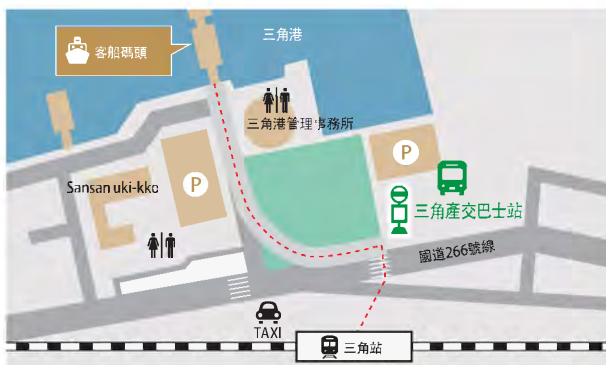 三角港
客船碼頭
三角港管理事務所
P
Sansan uki-kko
P
三角產交巴士站
國道266號線
TAXI
三角站